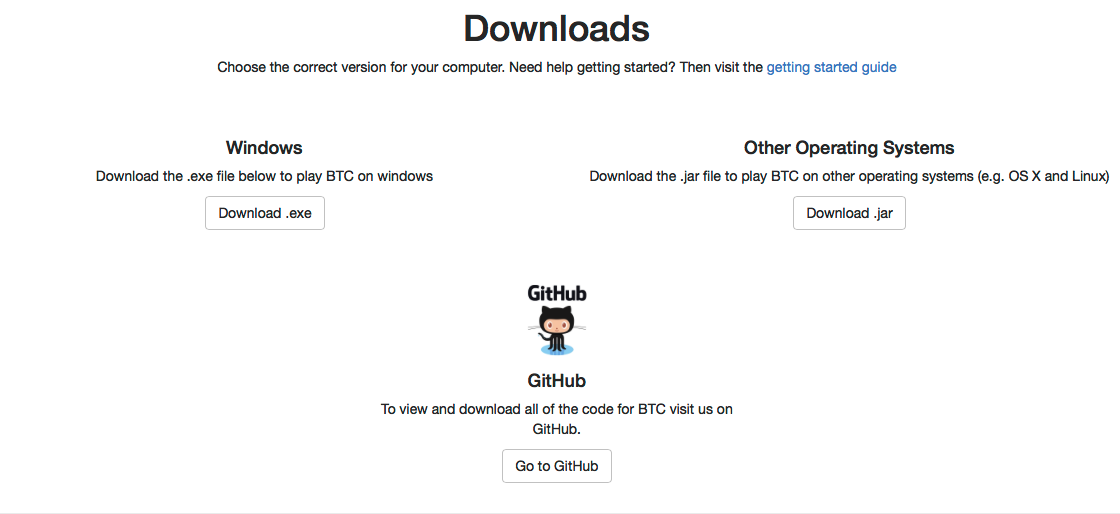 Downloads
Choose the correct version for your computer. Need help getting started? Then visit the getting started guide
Windows
Download the .exe file below to play BTC on windows
Download .exe
Other Operating Systems
Download the .jar file to play BTC on other operating systems (e.g. OS X and Linux)
Download .jar
GitHub
GitHub
To view and download all of the code for BTC visit us on
GitHub.
Go to GitHub